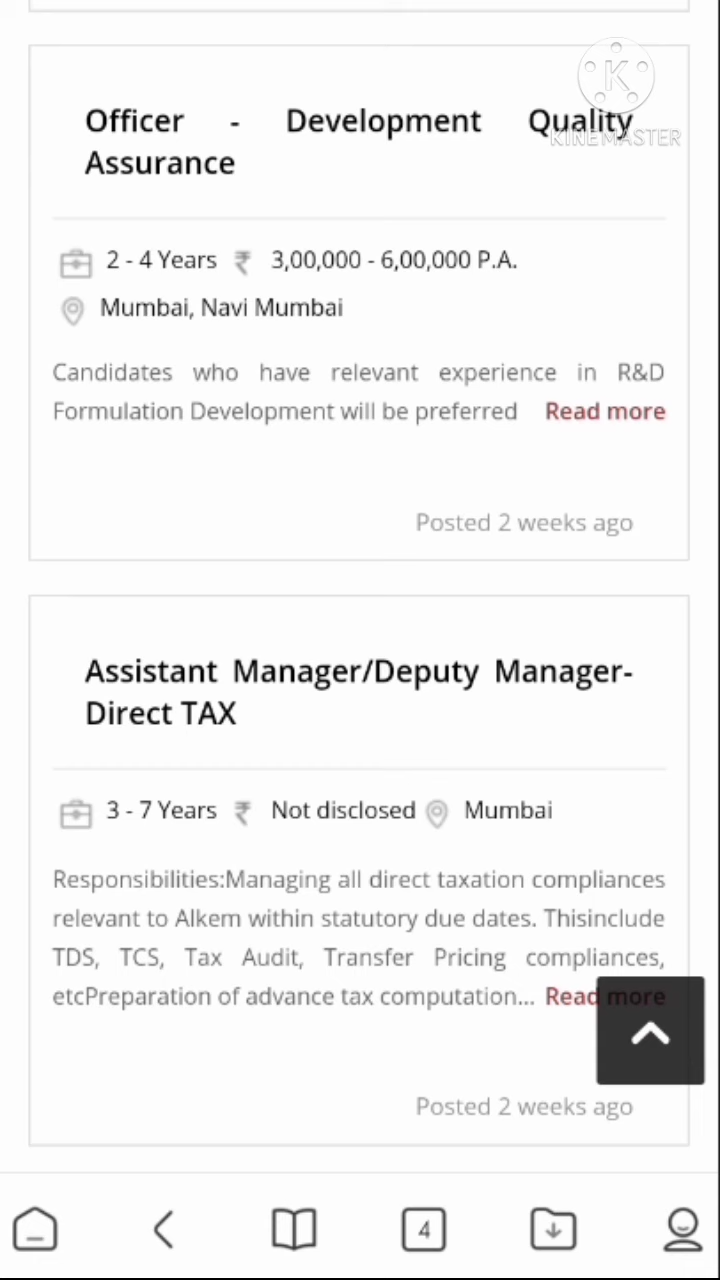 K
KINEMASTER
Officer - Development Quality
Assurance
2 - 4 Years ₹ 3,00,000 - 6,00,000 P.A.
Mumbai, Navi Mumbai
Candidates who have relevant experience in R&D
Formulation Development will be preferred Read more
Posted 2 weeks ago
Assistant Manager/Deputy Manager-
Direct TAX
3 - 7 Years ₹ Not disclosed Mumbai
Responsibilities:Managing all direct taxation compliances
relevant to Alkem within statutory due dates. Thisinclude
TDS, TCS, Tax Audit, Transfer Pricing compliances,
etcPreparation of advance tax computation... Read more
Posted 2 weeks ago
4